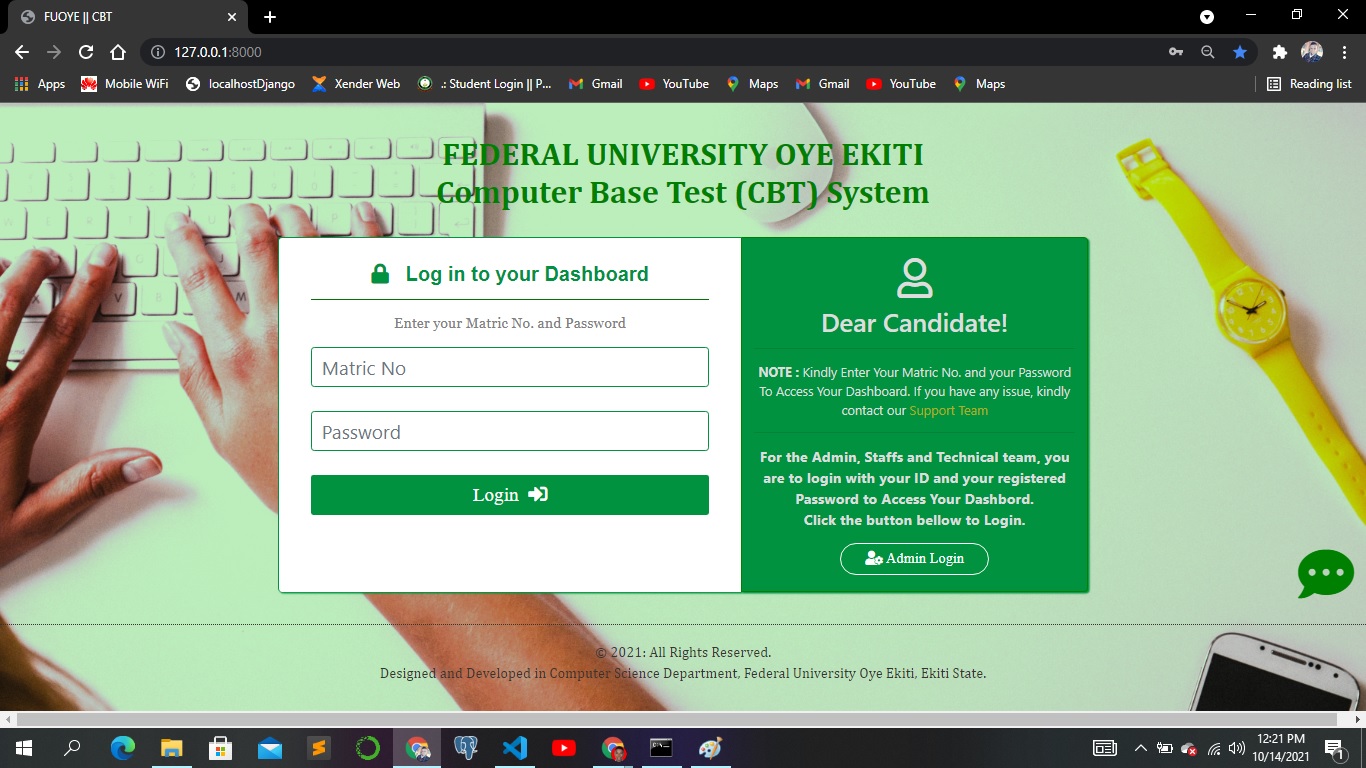 FUOYE || CBT
127.0.0.1:8000
Apps Mobile WiFi localhostDjango Xender Web .: Student Login || P... Gmail YouTube Maps Gmail YouTube Maps Reading list
FEDERAL UNIVERSITY OYE EKITI
Computer Base Test (CBT) System
Log in to your Dashboard
Enter your Matric No. and Password
Matric No
Password
Login
Dear Candidate!
NOTE : Kindly Enter Your Matric No. and your Password
To Access Your Dashboard. If you have any issue, kindly
contact our Support Team
For the Admin, Staffs and Technical team, you
are to login with your ID and your registered
Password to Access Your Dashbord.
Click the button bellow to Login.
Admin Login
© 2021: All Rights Reserved.
Designed and Developed in Computer Science Department, Federal University Oye Ekiti, Ekiti State.
12:21 PM
10/14/2021
1